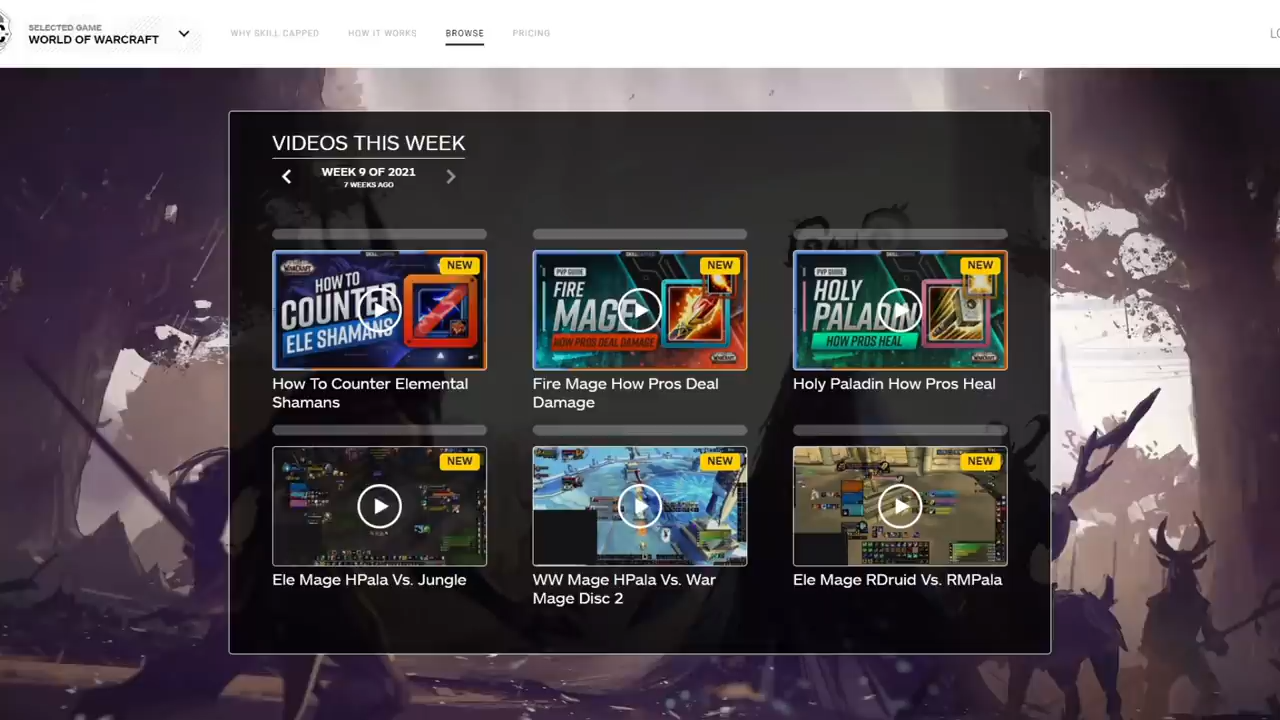 SELECTED GAME
WORLD OF WARCRAFT
WHY SKILL CAPPED
HOW IT WORKS
BROWSE
PRICING
VIDEOS THIS WEEK
WEEK 9 OF 2021
7 WEEKS AGO
WARCRAFT
NEW
HOW TO
COUNTER
ELE SHAMANS
PVP GUIDE
NEW
FIRE
MAGE
HOW PROS DEAL DAMAGE
WARCRAFT
PVP GUIDE
NEW
HOLY
PALADIN
HOW PROS HEAL
WARCRAFT
How To Counter Elemental
Shamans
Fire Mage How Pros Deal
Damage
Holy Paladin How Pros Heal
NEW
NEW
NEW
Ele Mage HPala Vs. Jungle
WW Mage HPala Vs. War
Mage Disc 2
Ele Mage RDruid Vs. RMPala